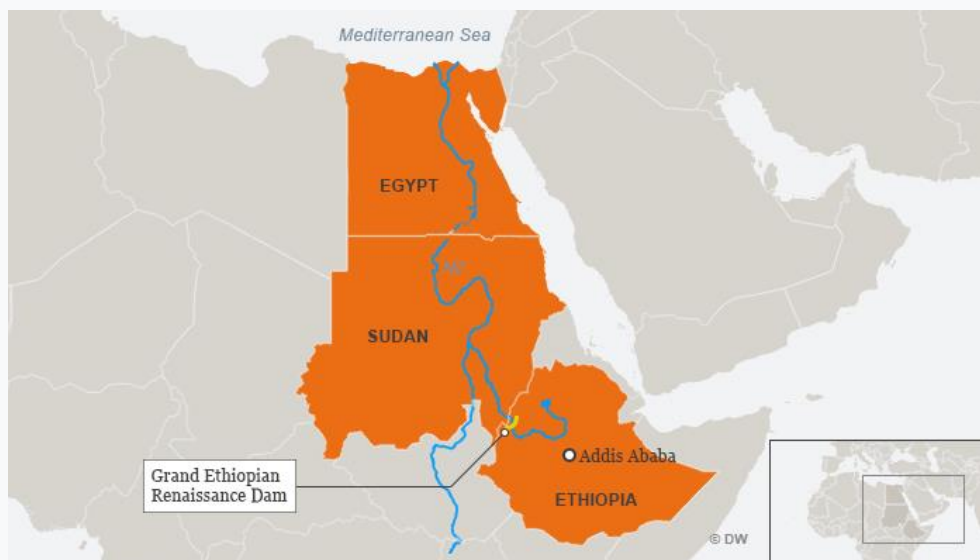 Mediterranean Sea
EGYPT
SUDAN
Grand Ethiopian
Renaissance Dam
Addis Ababa
ETHIOPIA
© DW